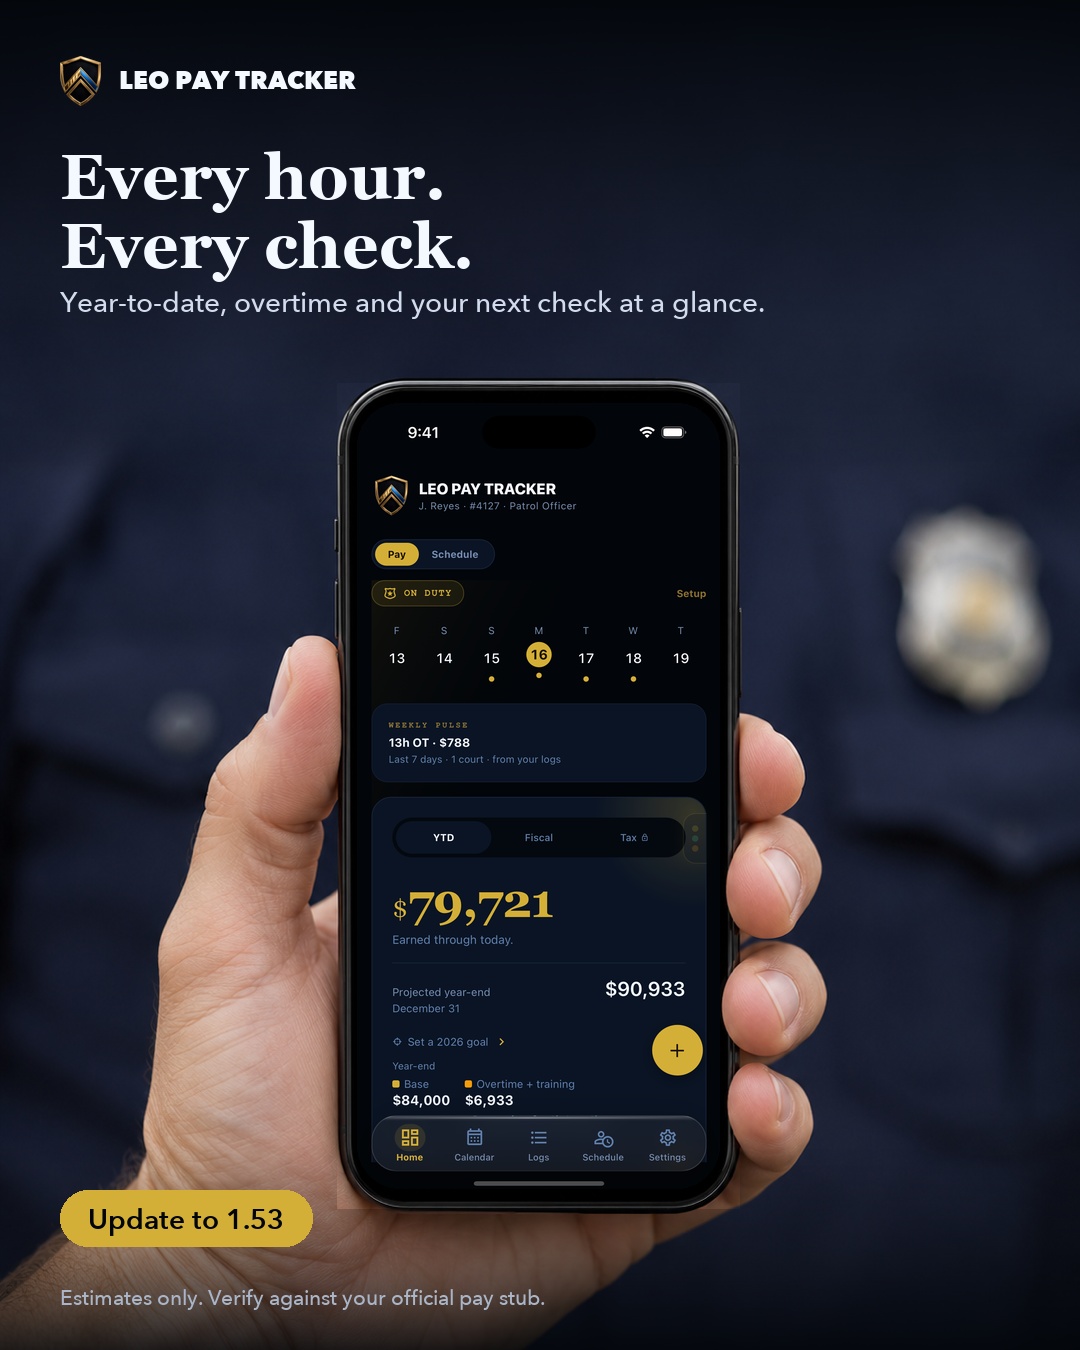 LEO PAY TRACKER
Every hour.
Every check.
Year-to-date, overtime and your next check at a glance.
9:41
LEO PAY TRACKER
J. Reyes · #4127 · Patrol Officer
Pay Schedule
ON DUTY Setup
F S S M T W T
13 14 15 16 17 18 19
WEEKLY PULSE
13h OT · $788
Last 7 days · 1 court · from your logs
YTD Fiscal Tax
$79,721
Earned through today.
Projected year-end $90,933
December 31
Set a 2026 goal >
+
Year-end
Base Overtime + training
$84,000 $6,933
Home Calendar Logs Schedule Settings
Update to 1.53
Estimates only. Verify against your official pay stub.